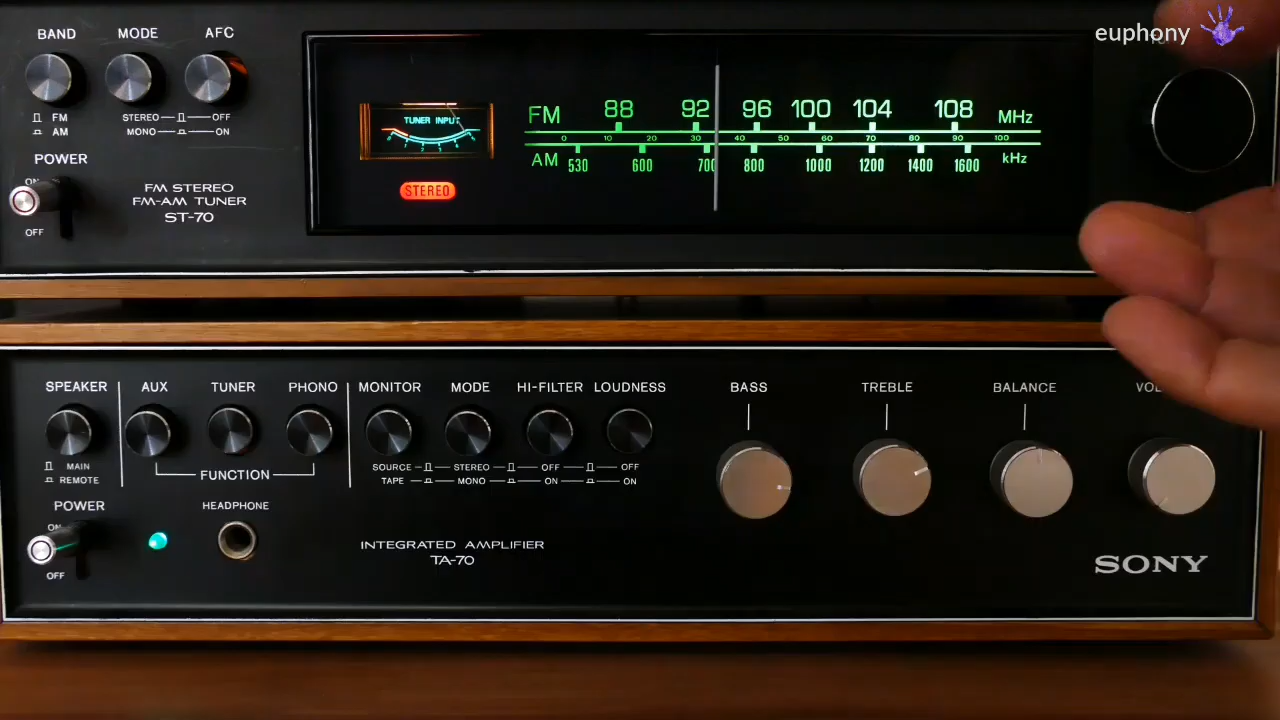 euphony
BAND MODE AFC
FM STEREO OFF
AM MONO ON
POWER
ON
OFF
FM STEREO
FM-AM TUNER
ST-70
TUNER INPUT
STEREO
FM 88 92 96 100 104 108 MHz
0 10 20 30 40 50 60 70 80 90 100
AM 530 600 700 800 1000 1200 1400 1600 kHz
SPEAKER AUX TUNER PHONO MONITOR MODE HI-FILTER LOUDNESS BASS TREBLE BALANCE
MAIN
REMOTE
FUNCTION
SOURCE STEREO OFF OFF
TAPE MONO ON ON
POWER
ON
OFF
HEADPHONE
INTEGRATED AMPLIFIER
TA-70
SONY